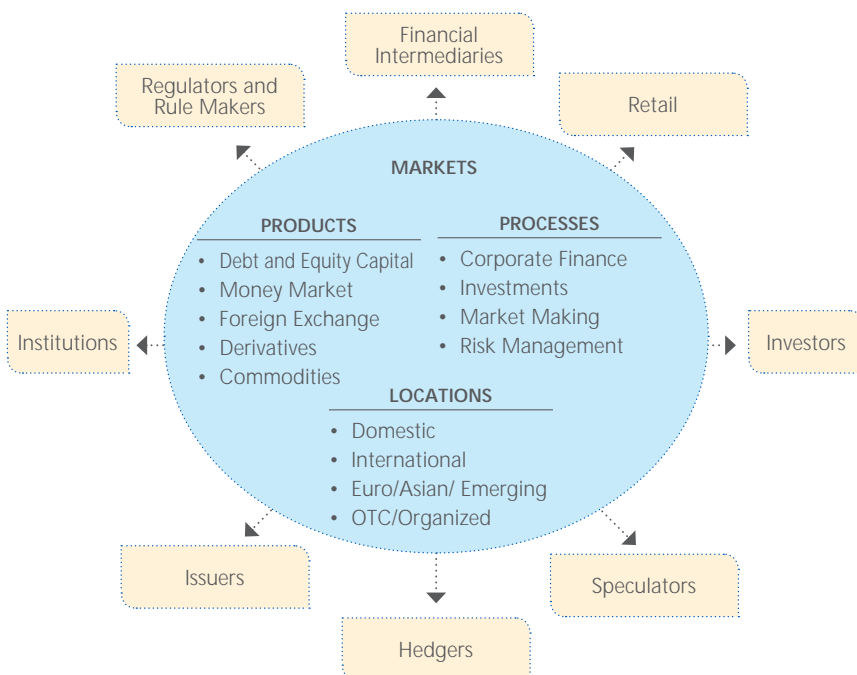 Financial
Intermediaries
Regulators and
Rule Makers
Retail
MARKETS
PRODUCTS
• Debt and Equity Capital
• Money Market
• Foreign Exchange
• Derivatives
• Commodities
PROCESSES
• Corporate Finance
• Investments
• Market Making
• Risk Management
Institutions
Investors
LOCATIONS
• Domestic
• International
• Euro/Asian/ Emerging
• OTC/Organized
Issuers
Speculators
Hedgers